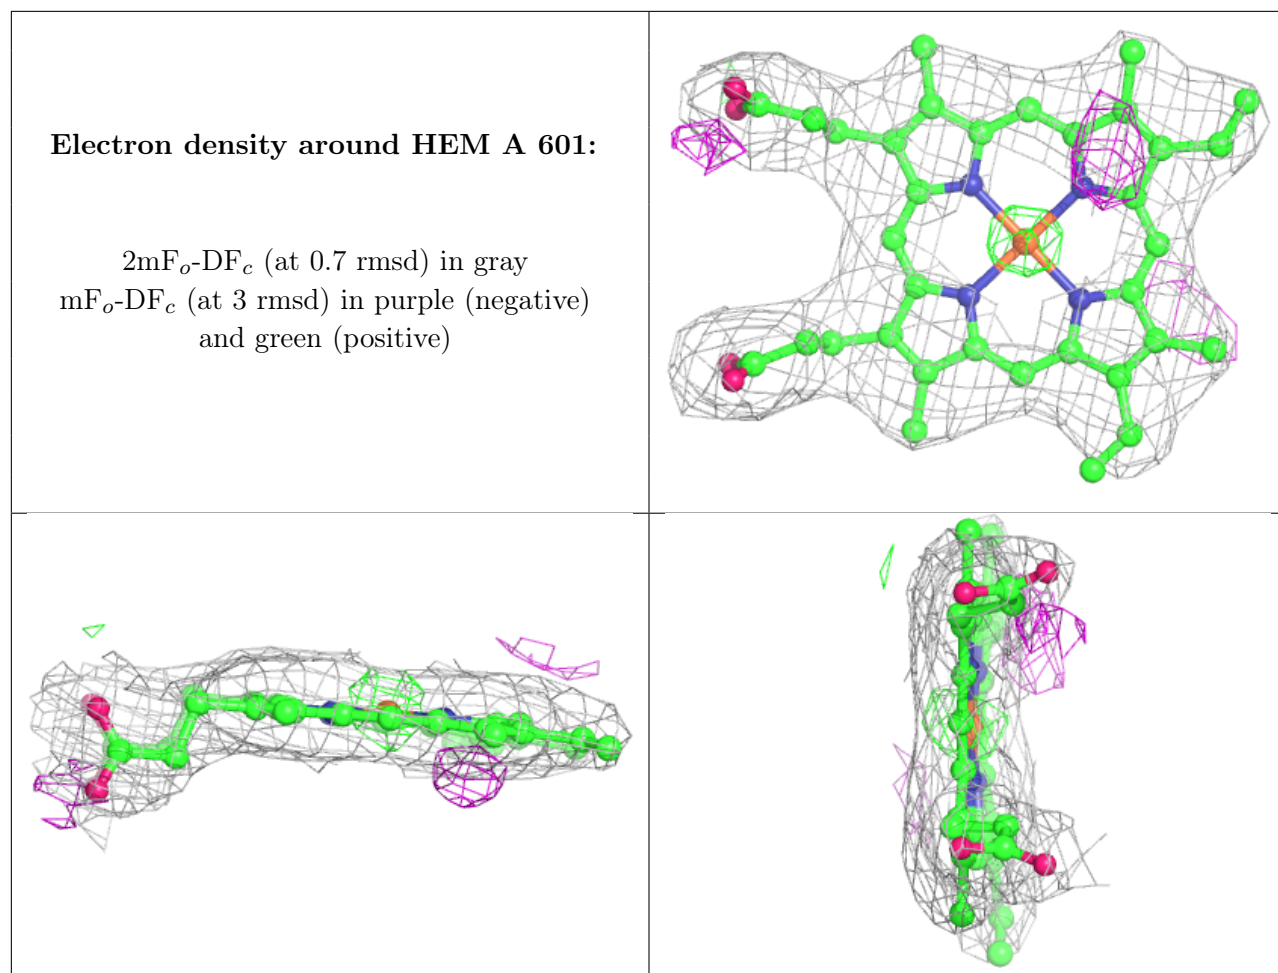 Electron density around HEM A 601:
2mFₒ-DF𝒸 (at 0.7 rmsd) in gray
mFₒ-DF𝒸 (at 3 rmsd) in purple (negative)
and green (positive)